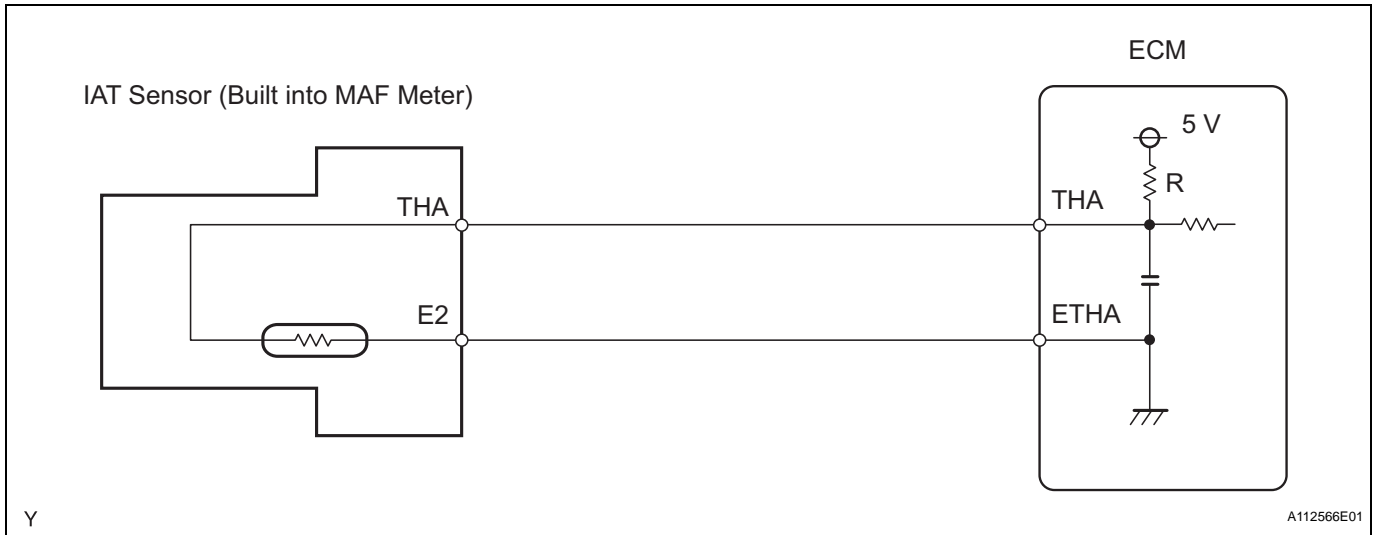 ECM
IAT Sensor (Built into MAF Meter)
5 V
R
THA
THA
E2
ETHA
Y
A112566E01